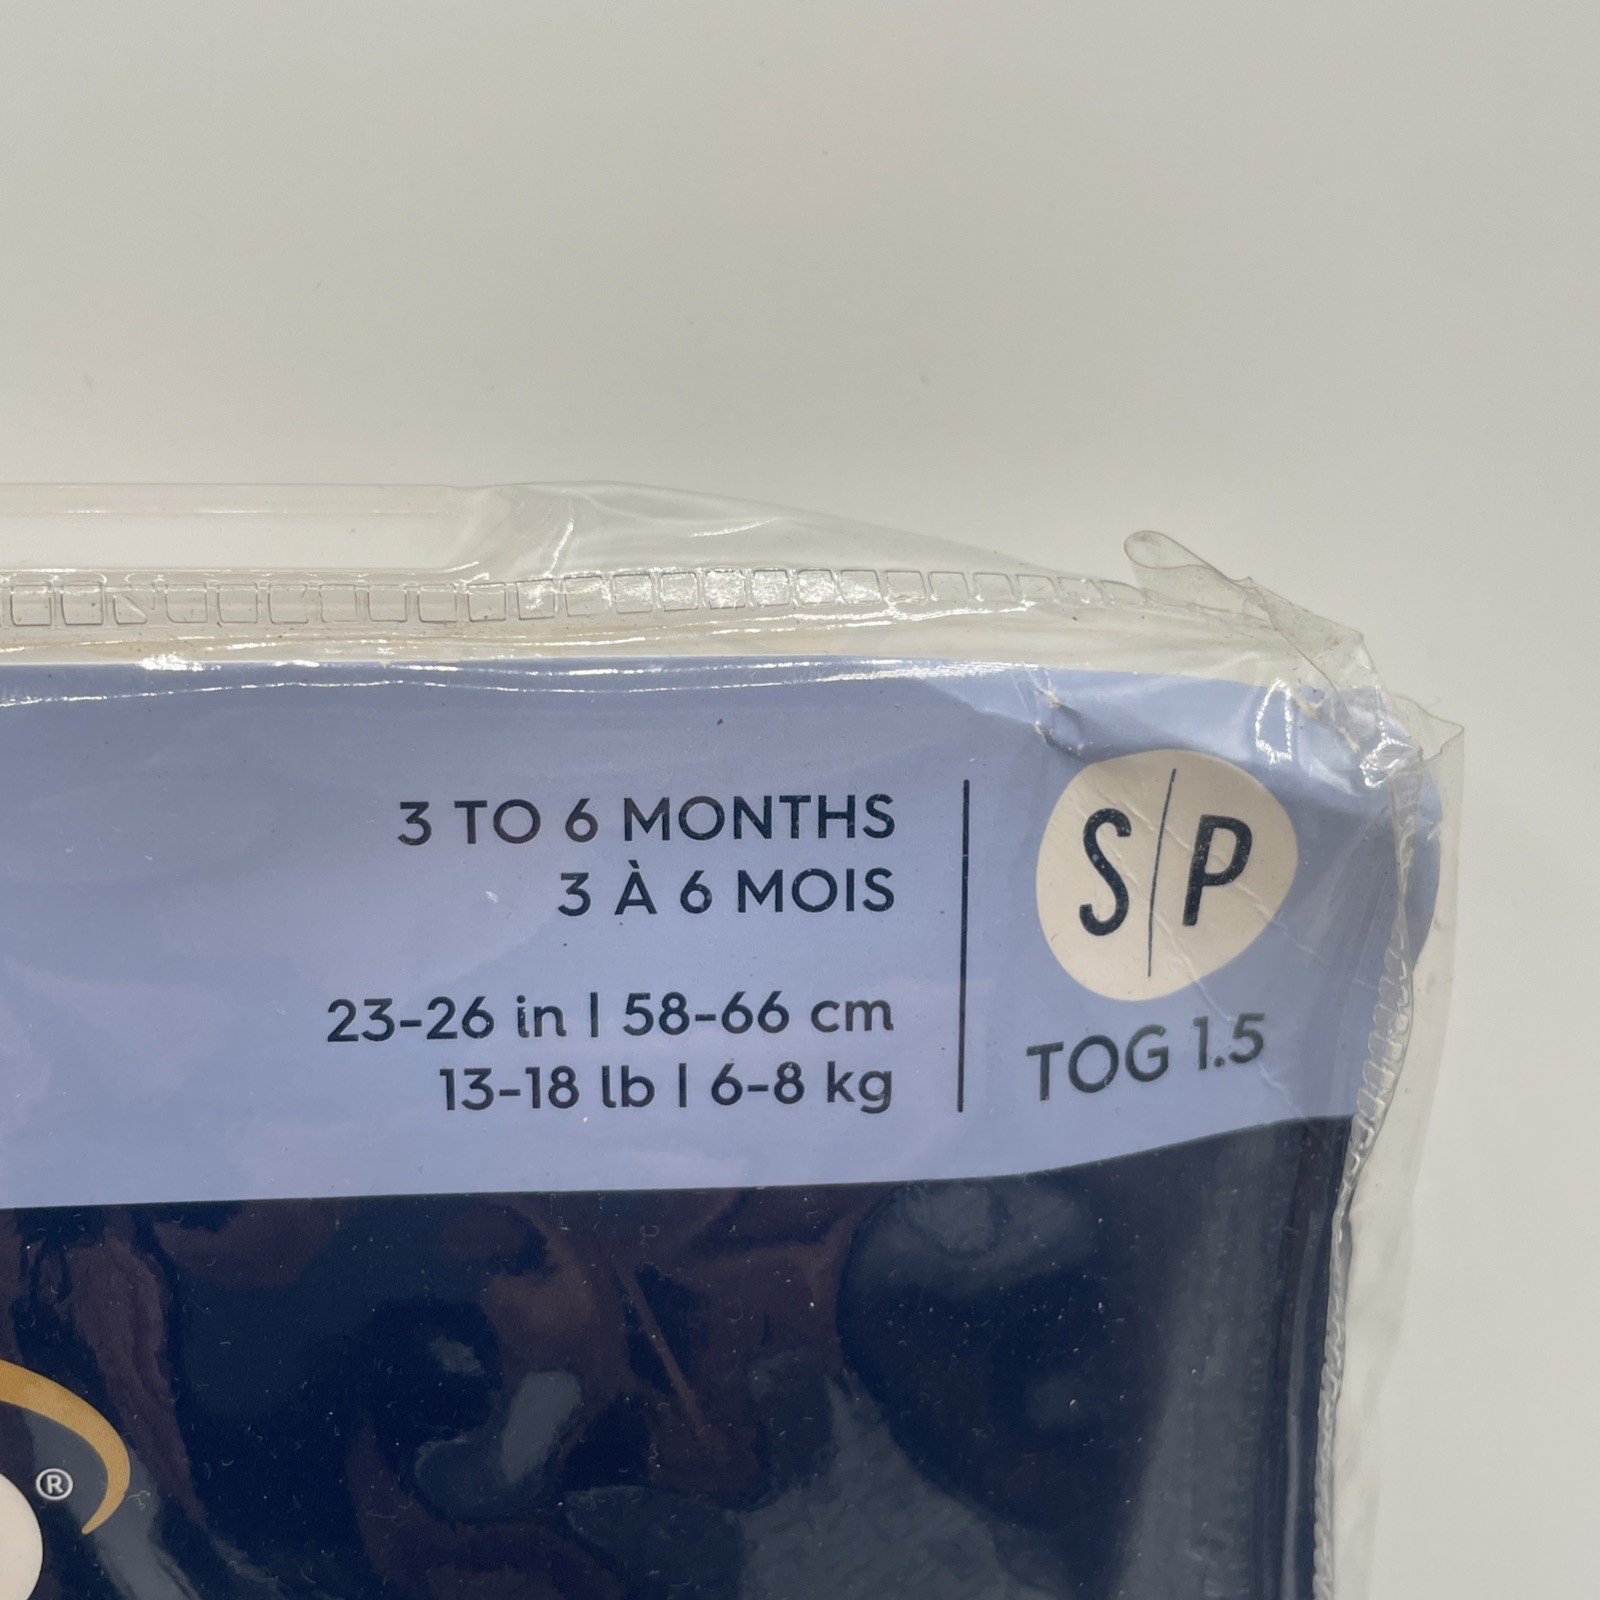 3 TO 6 MONTHS
3 À 6 MOIS
23-26 in | 58-66 cm
13-18 lb | 6-8 kg
S/P
TOG 1.5
®